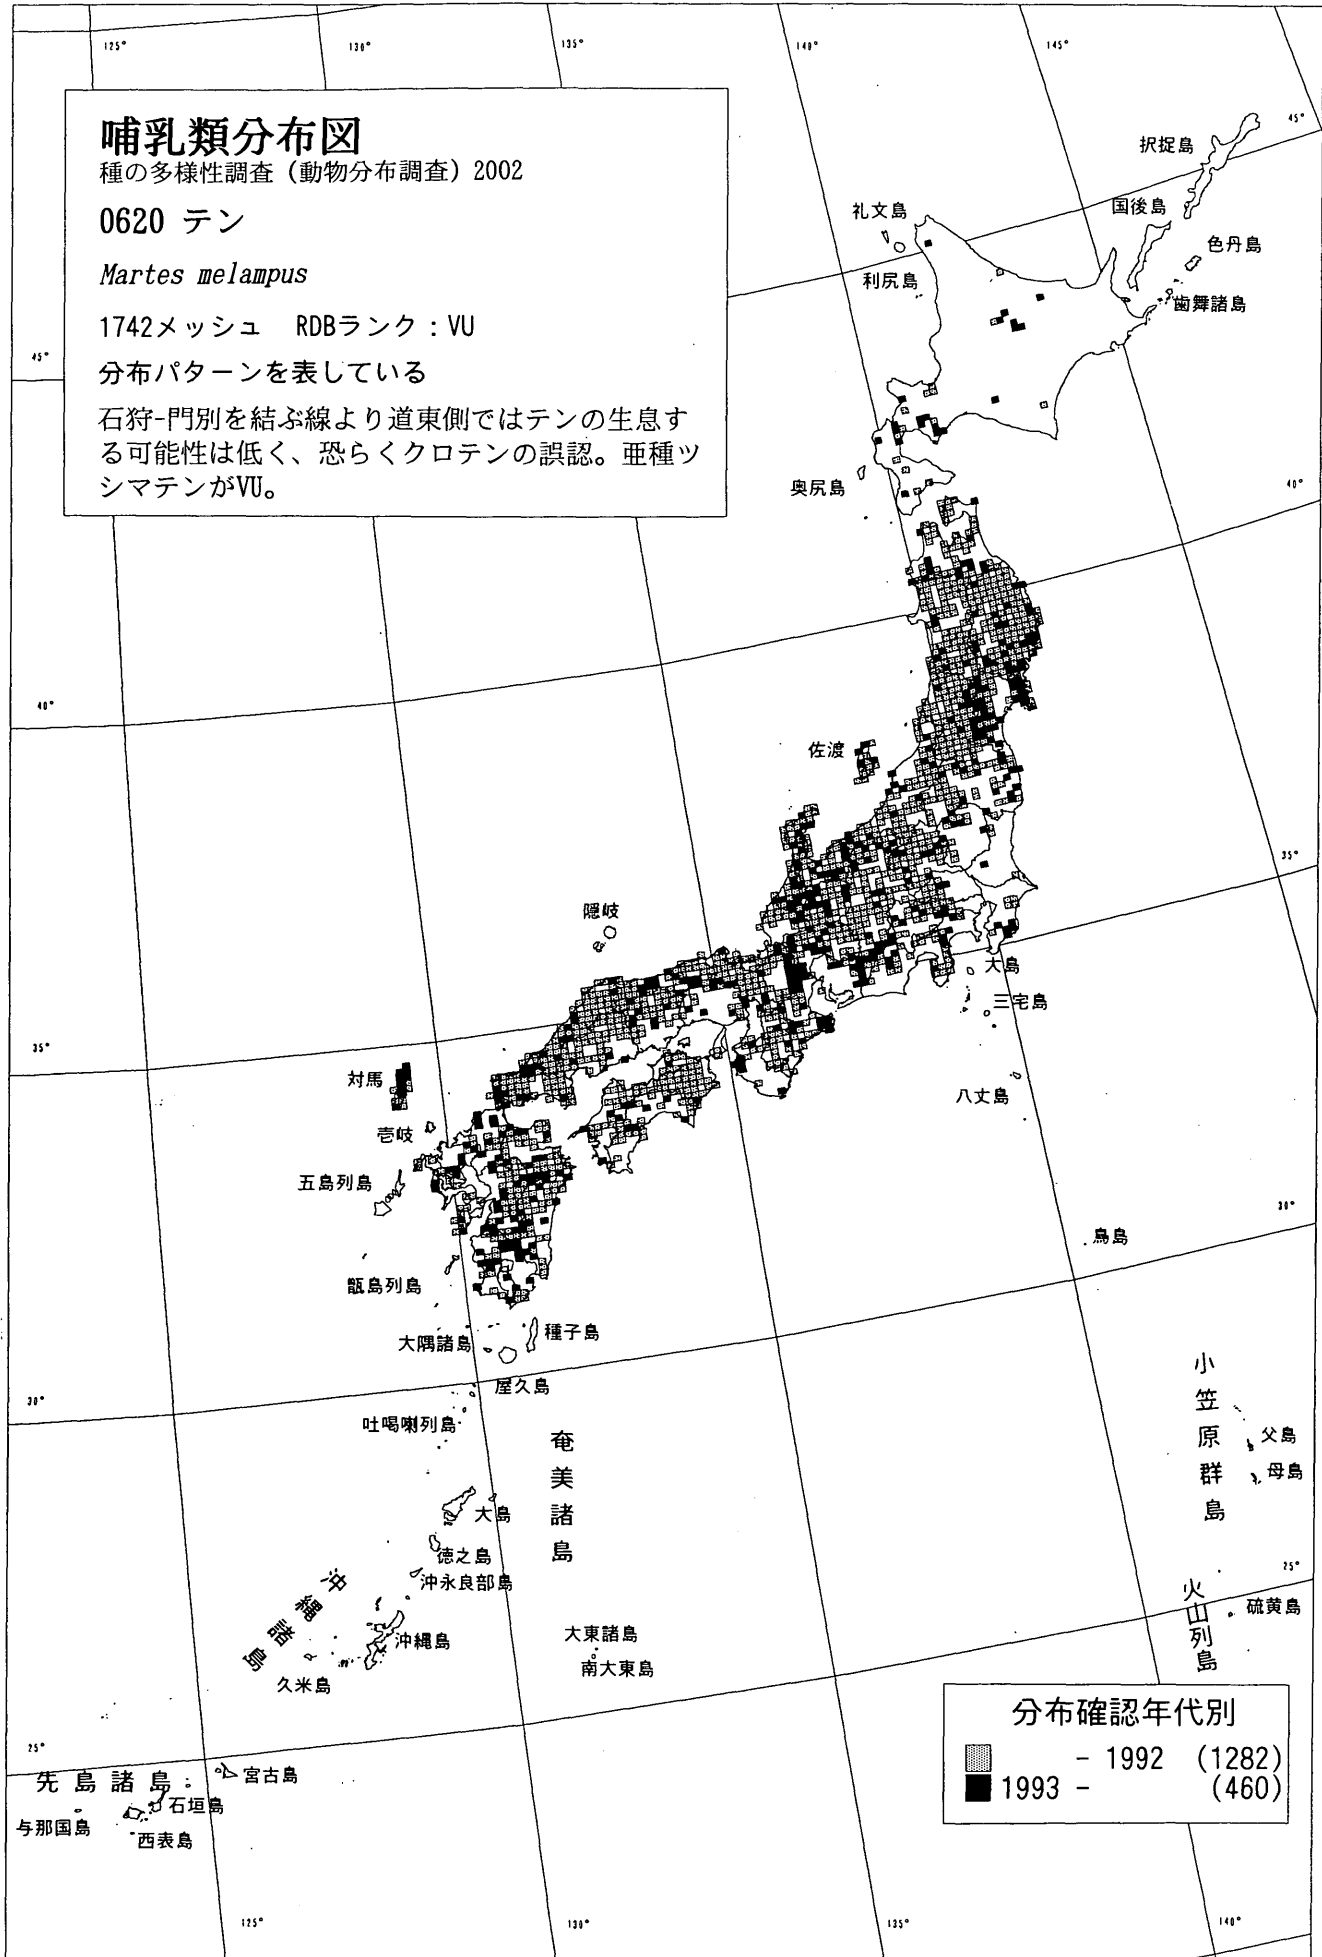 125°
130°
135°
140°
145°
哺乳類分布図
種の多様性調査（動物分布調査）2002
0620 テン
Martes melampus
1742メッシュ　RDBランク：VU
分布パターンを表している
石狩-門別を結ぶ線より道東側ではテンの生息す
る可能性は低く、恐らくクロテンの誤認。亜種ツ
シマテンがVU。
45°
択捉島
礼文島
国後島
色丹島
利尻島
歯舞諸島
45°
奥尻島
40°
40°
佐渡
35°
隠岐
大島
三宅島
35°
対馬
八丈島
壱岐
五島列島
30°
鳥島
甑島列島
種子島
大隅諸島
屋久島
30°
吐噶喇列島
奄美諸島
小笠原群島
父島
母島
大島
徳之島
沖永良部島
沖縄諸島
沖縄島
久米島
25°
火山列島
硫黄島
大東諸島
南大東島
分布確認年代別
- 1992 (1282)
1993 - (460)
25°
先島諸島
宮古島
石垣島
与那国島
西表島
125°
130°
135°
140°